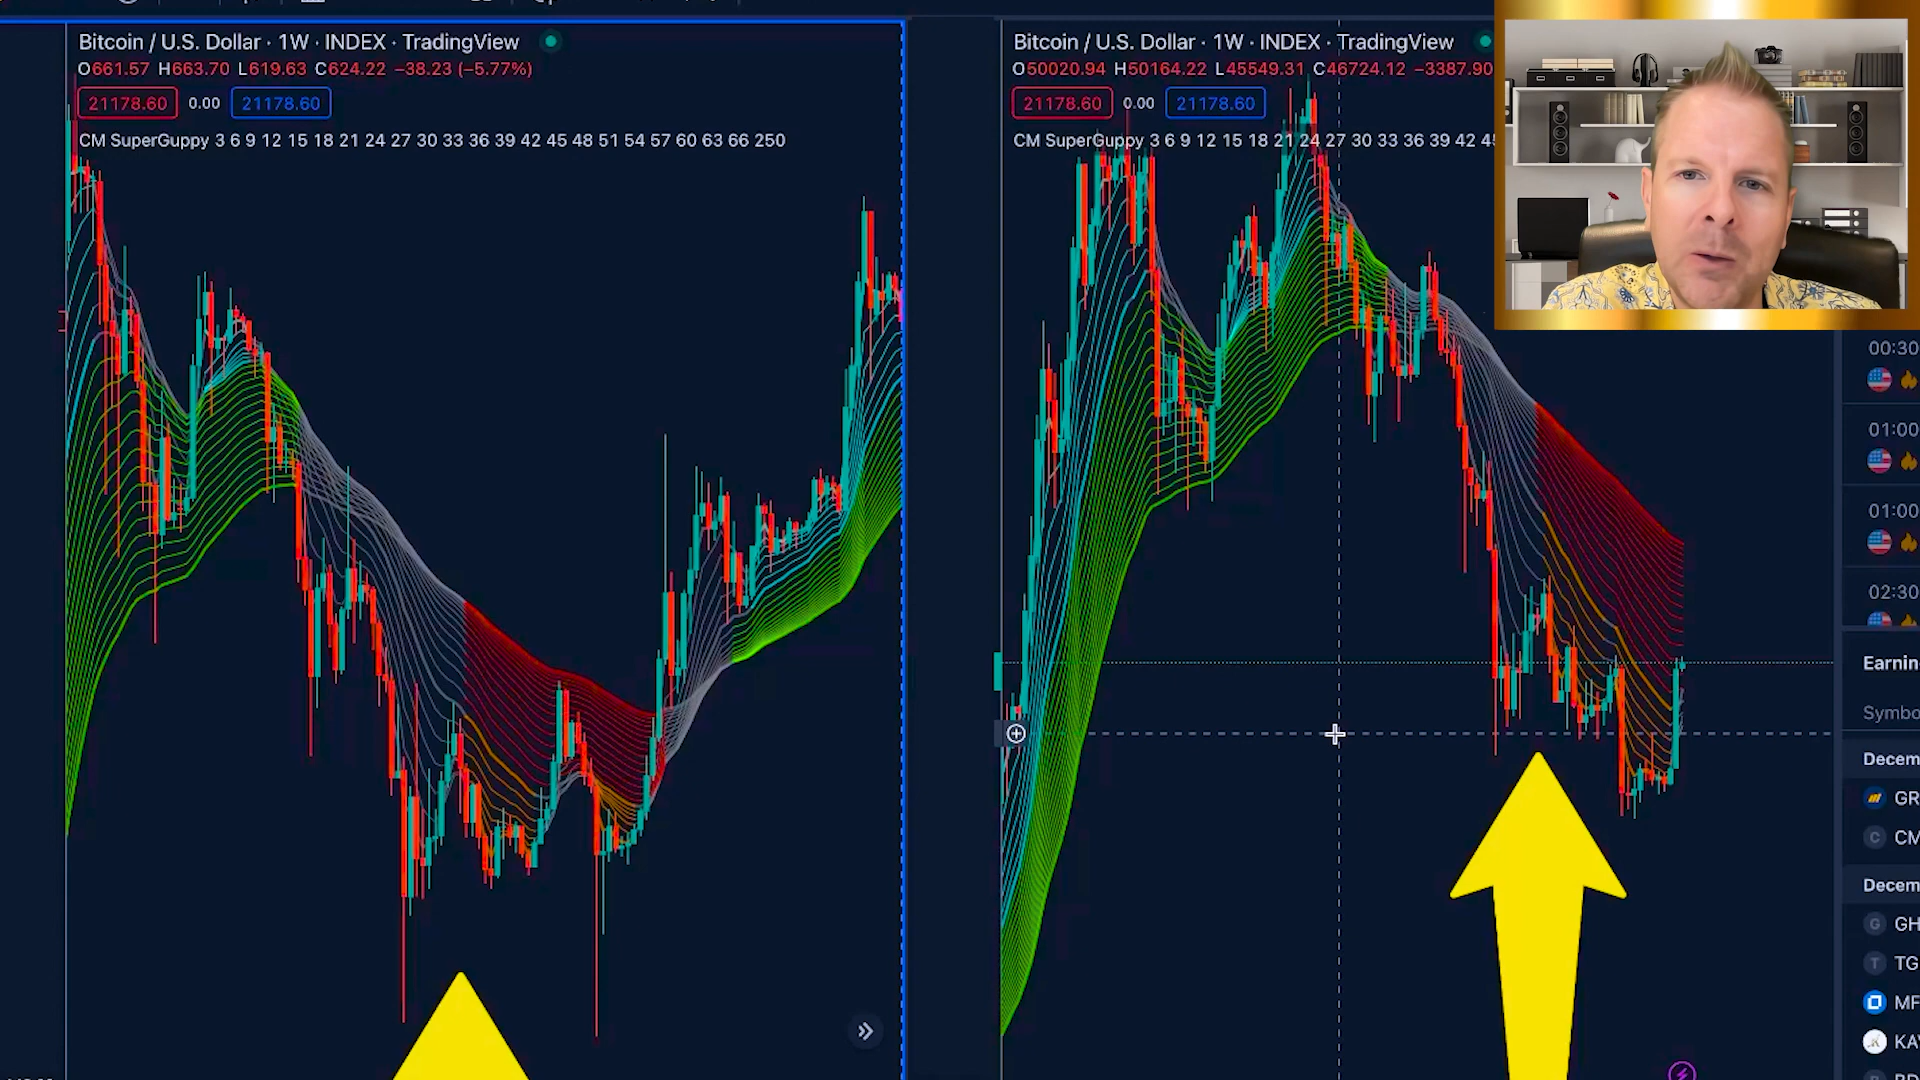 Bitcoin / U.S. Dollar · 1W · INDEX · TradingView
O661.57 H663.70 L619.63 C624.22 −38.23 (−5.77%)
21178.60 0.00 21178.60
CM SuperGuppy 3 6 9 12 15 18 21 24 27 30 33 36 39 42 45 48 51 54 57 60 63 66 250
Bitcoin / U.S. Dollar · 1W · INDEX · TradingView
O50020.94 H50164.22 L45549.31 C46724.12 −3387.90
21178.60 0.00 21178.60
CM SuperGuppy 3 6 9 12 15 18 21 24 27 30 33 36 39 42 4
00:30
01:00
01:00
02:30
Earnin
Symbo
Decem
GR
C CM
Decem
G GH
T TG
MF
KA